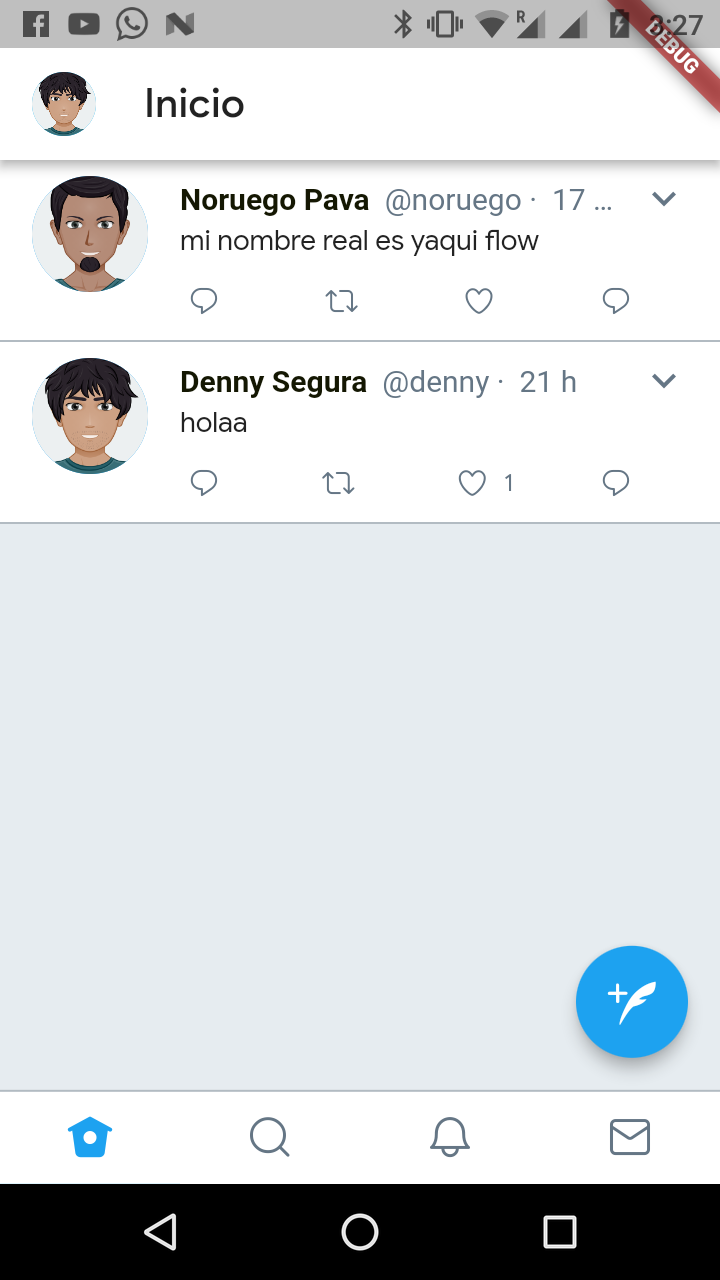 R 3:27
DEBUG
Inicio
Noruego Pava @noruego · 17 ...
mi nombre real es yaqui flow
Denny Segura @denny · 21 h
holaa
1